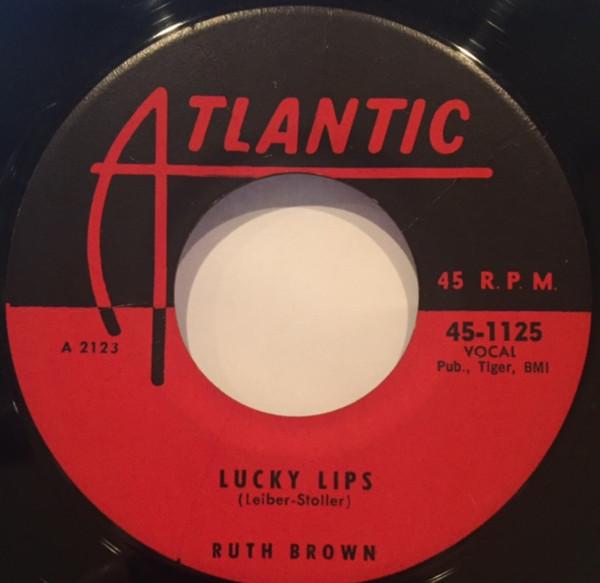 ATLANTIC
45 R.P.M.
45-1125
A 2123
VOCAL
Pub., Tiger, BMI
LUCKY LIPS
(Leiber-Stoller)
RUTH BROWN